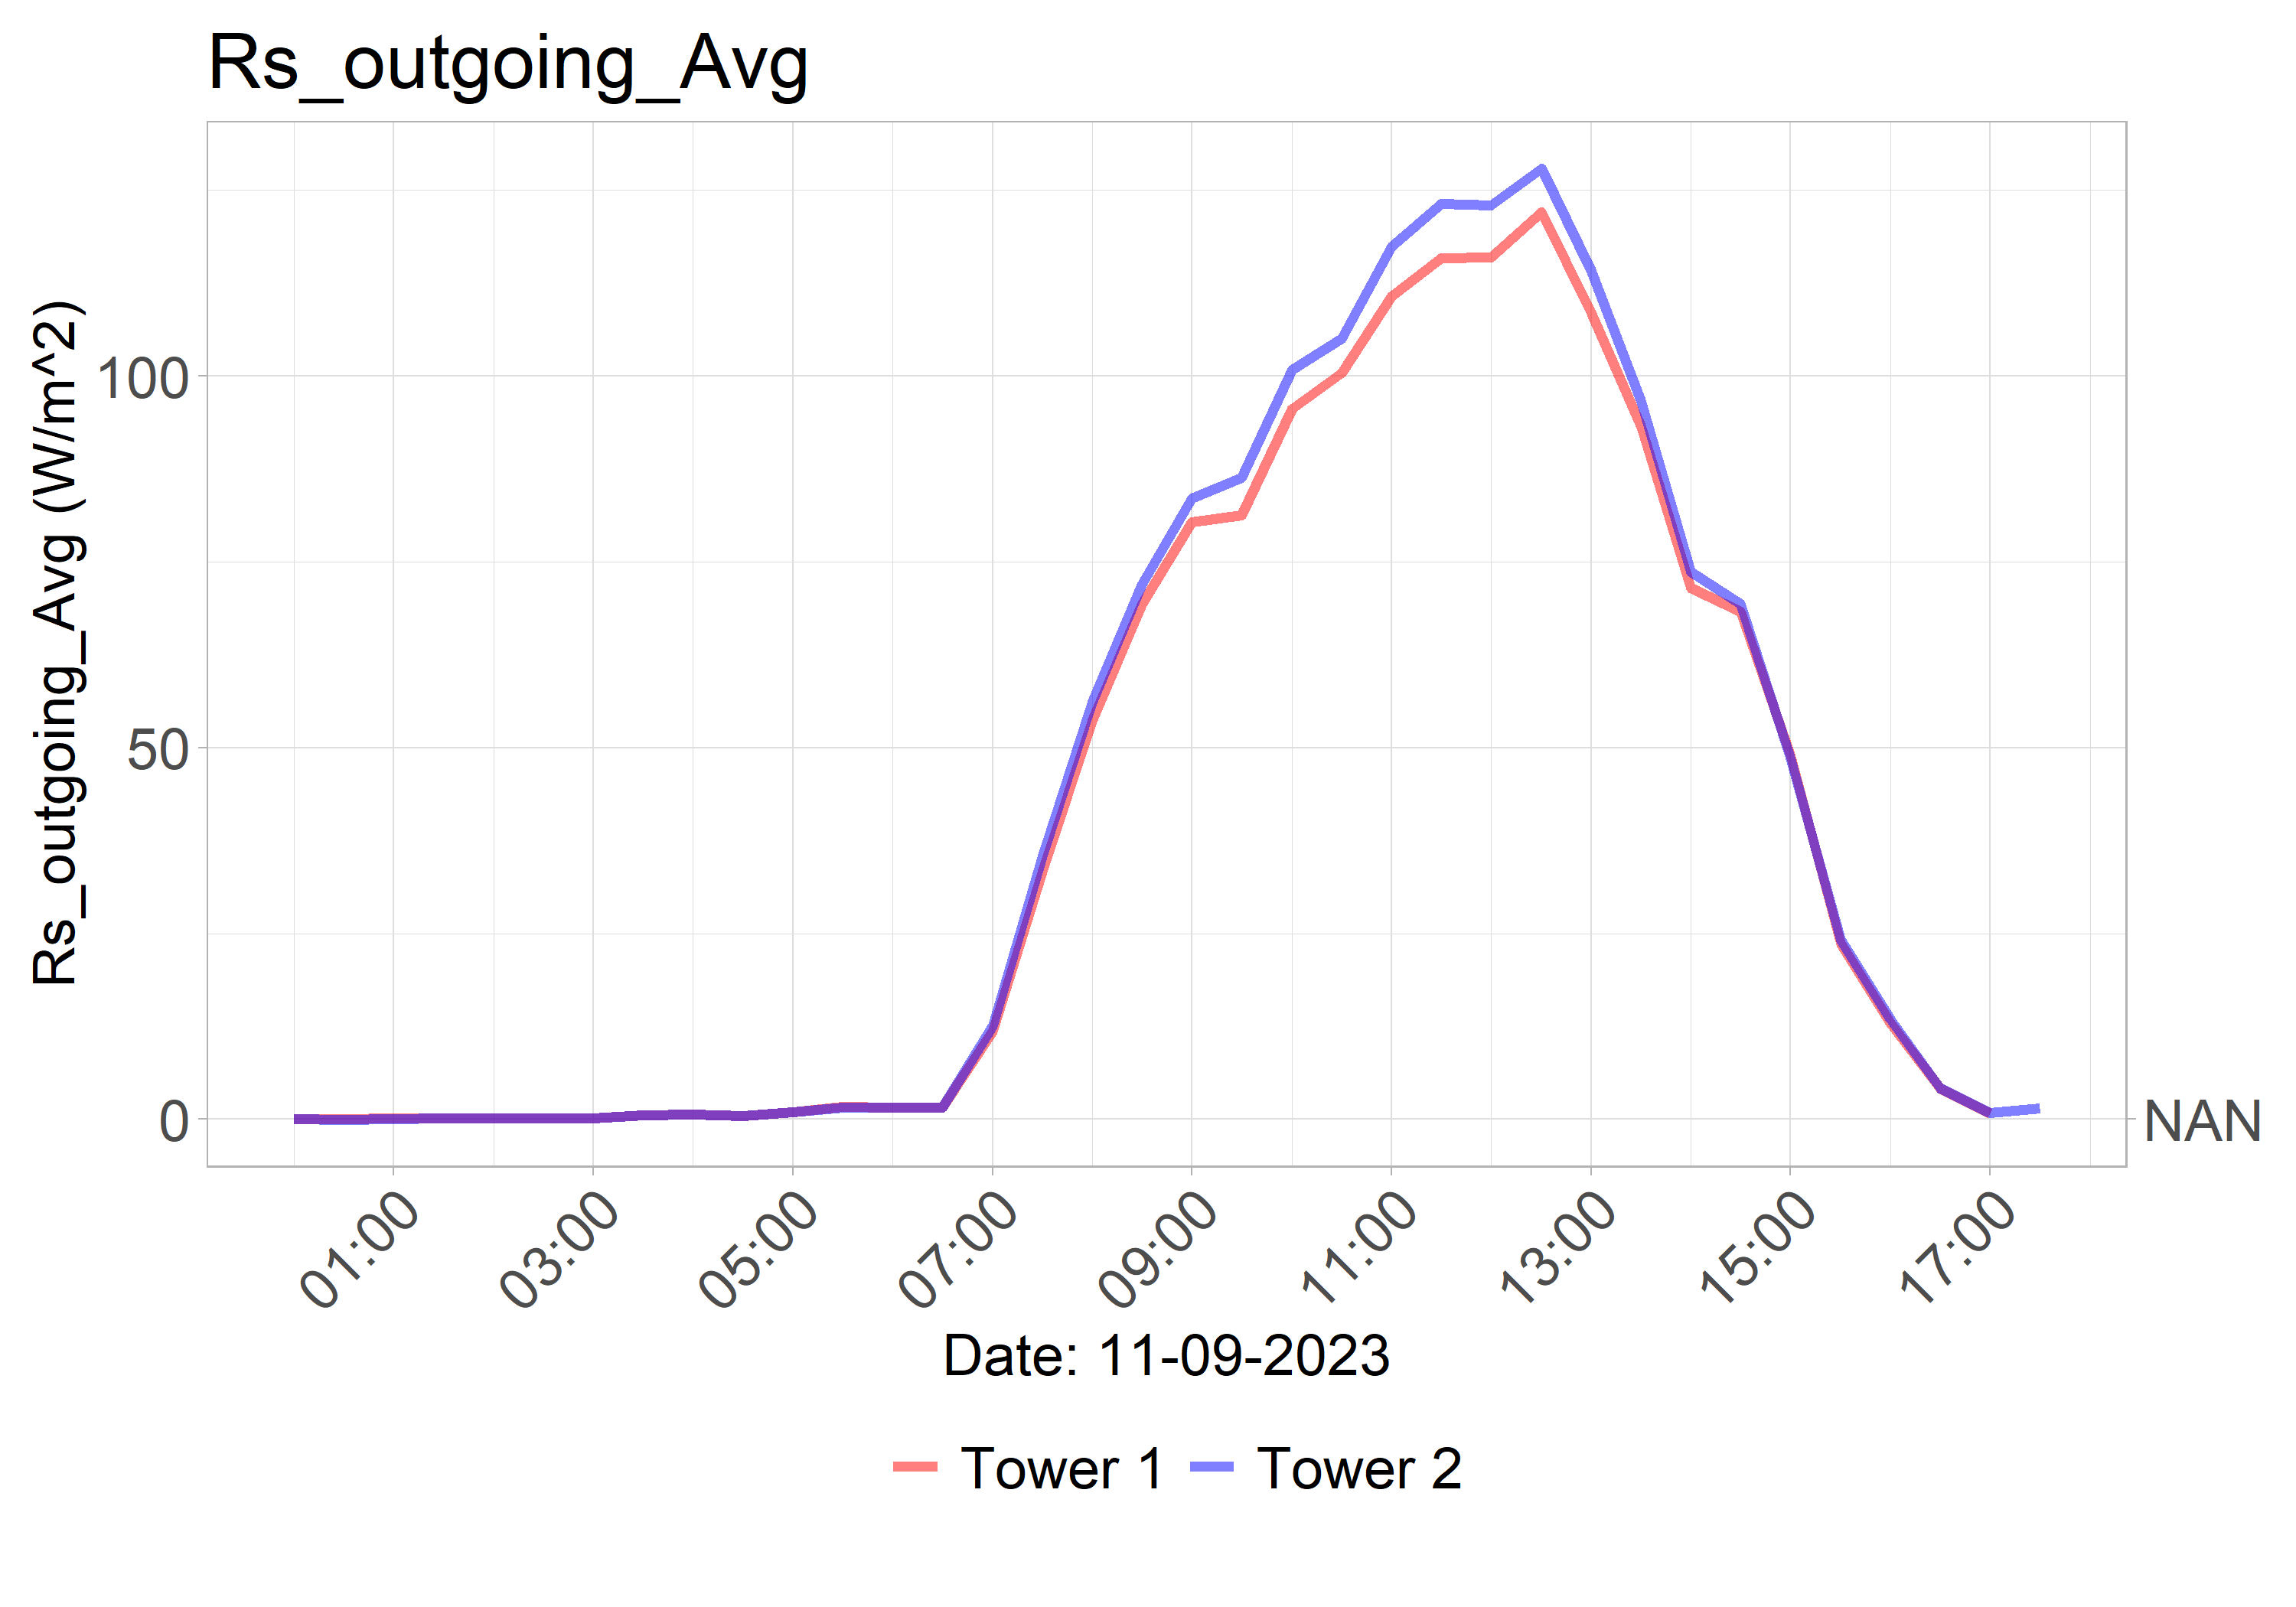 Rs_outgoing_Avg
Rs_outgoing_Avg (W/m^2)
100
50
0
NAN
01:00 03:00 05:00 07:00 09:00 11:00 13:00 15:00 17:00
Date: 11-09-2023
Tower 1 Tower 2